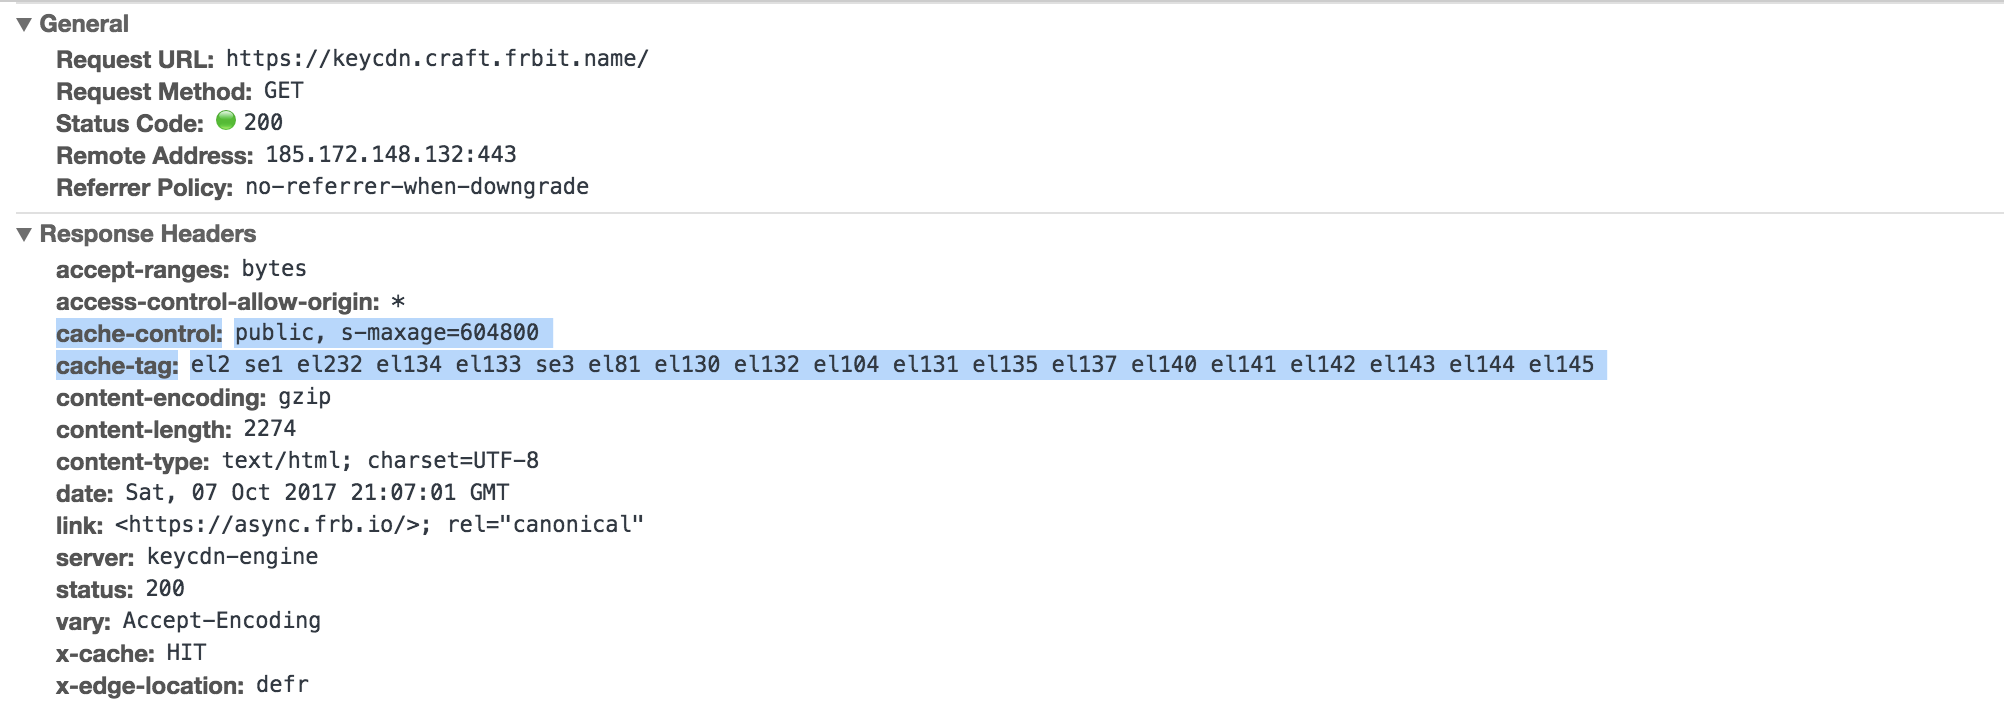 General
Request URL: https://keycdn.craft.frbit.name/
Request Method: GET
Status Code: 200
Remote Address: 185.172.148.132:443
Referrer Policy: no-referrer-when-downgrade
Response Headers
accept-ranges: bytes
access-control-allow-origin: *
cache-control: public, s-maxage=604800
cache-tag: el2 se1 el232 el134 el133 se3 el81 el130 el132 el104 el131 el135 el137 el140 el141 el142 el143 el144 el145
content-encoding: gzip
content-length: 2274
content-type: text/html; charset=UTF-8
date: Sat, 07 Oct 2017 21:07:01 GMT
link: <https://async.frb.io/>; rel="canonical"
server: keycdn-engine
status: 200
vary: Accept-Encoding
x-cache: HIT
x-edge-location: defr